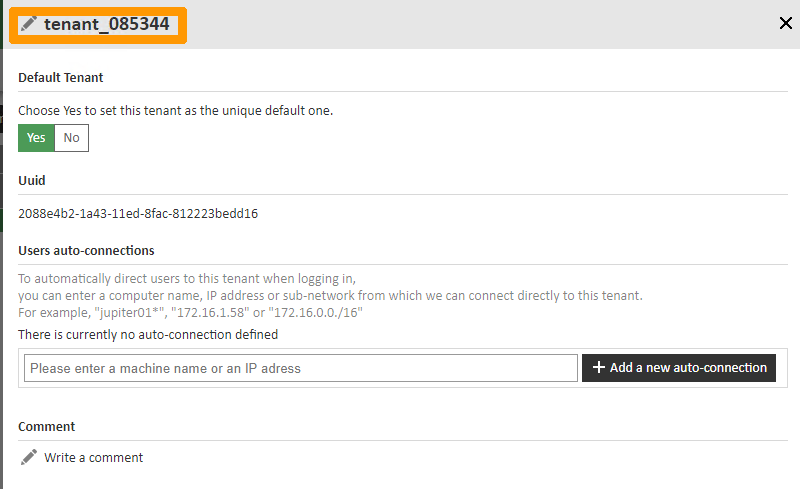 tenant_085344
Default Tenant
Choose Yes to set this tenant as the unique default one.
Yes No
Uuid
2088e4b2-1a43-11ed-8fac-812223bedd16
Users auto-connections
To automatically direct users to this tenant when logging in,
you can enter a computer name, IP address or sub-network from which we can connect directly to this tenant.
For example, "jupiter01*", "172.16.1.58" or "172.16.0.0./16"
There is currently no auto-connection defined
Please enter a machine name or an IP adress + Add a new auto-connection
Comment
Write a comment